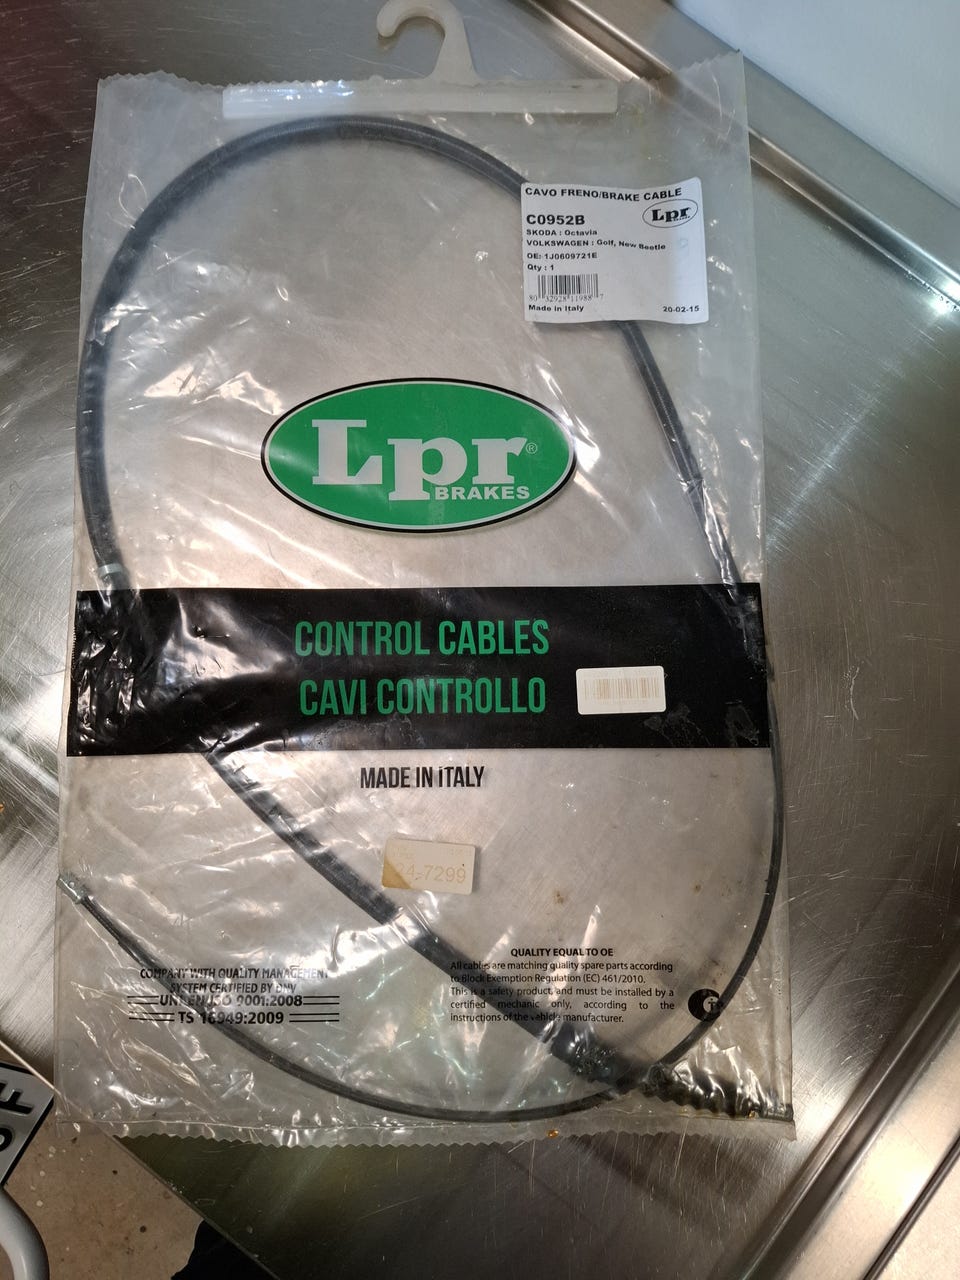 CAVO FRENO/BRAKE CABLE
C0952B
Lpr
SKODA : Octavia
VOLKSWAGEN : Golf, New Beetle
OE: 1J0609721E
Qty : 1
80 32928 11988 7
Made in Italy 20-02-15
Lpr®
BRAKES
CONTROL CABLES
CAVI CONTROLLO
MADE IN ITALY
24-7299
COMPANY WITH QUALITY MANAGEMENT
SYSTEM CERTIFIED BY DNV
UNI EN ISO 9001:2008
TS 16949:2009
QUALITY EQUAL TO OE
All cables are matching quality spare parts according
to Block Exemption Regulation (EC) 461/2010.
This is a safety product, and must be installed by a
certified mechanic only, according to the
instructions of the vehicle manufacturer.